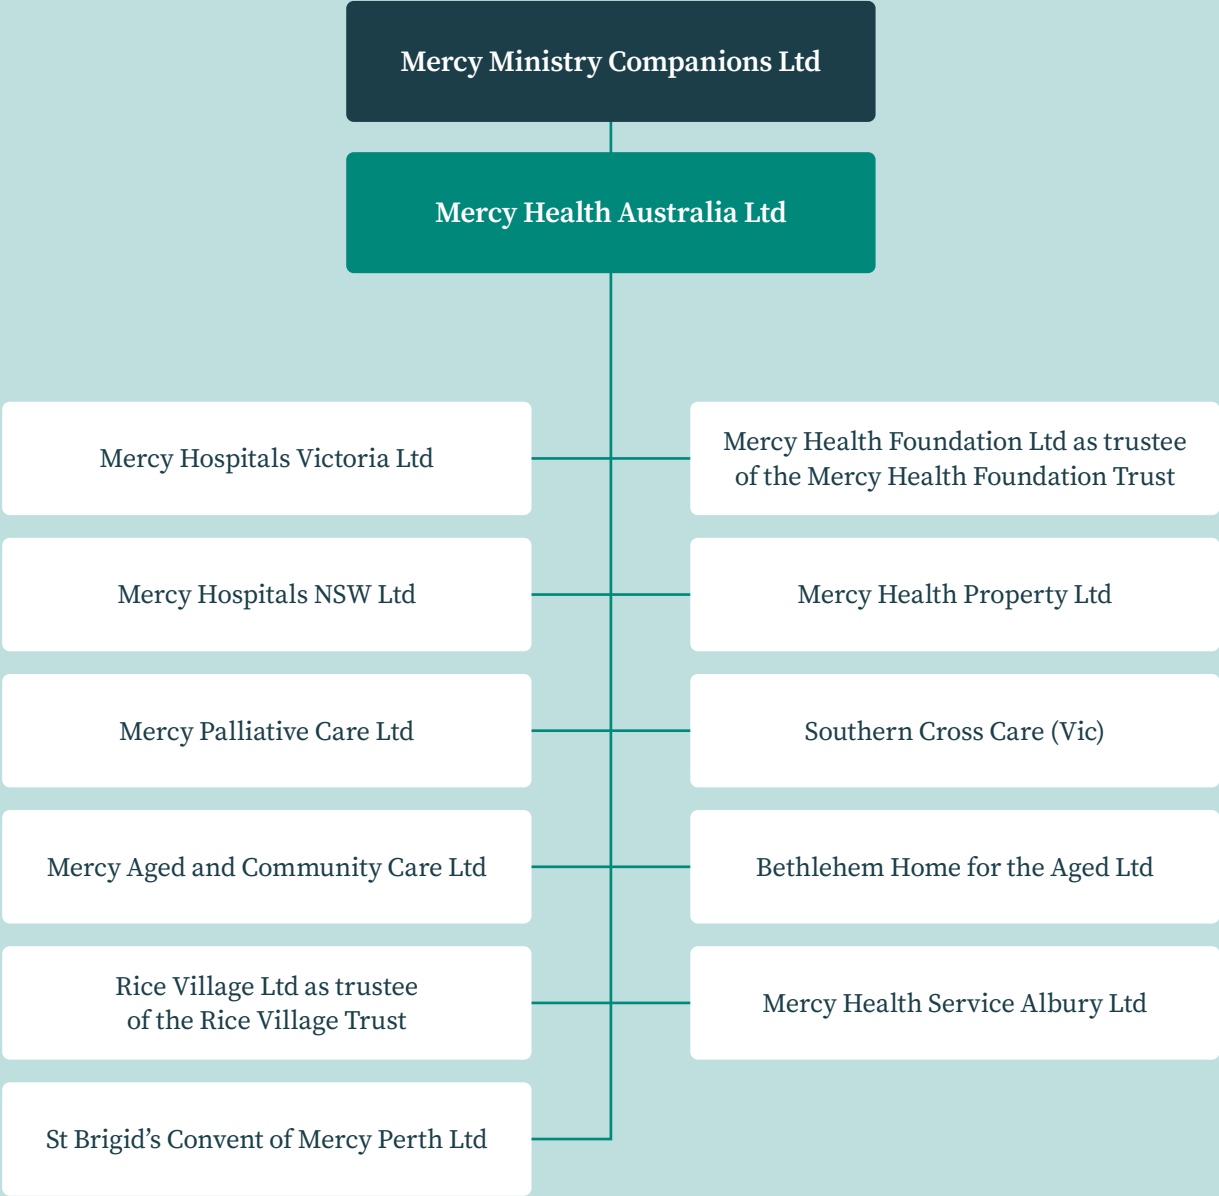 Mercy Ministry Companions Ltd
Mercy Health Australia Ltd
Mercy Hospitals Victoria Ltd
Mercy Health Foundation Ltd as trustee
of the Mercy Health Foundation Trust
Mercy Hospitals NSW Ltd
Mercy Health Property Ltd
Mercy Palliative Care Ltd
Southern Cross Care (Vic)
Mercy Aged and Community Care Ltd
Bethlehem Home for the Aged Ltd
Rice Village Ltd as trustee
of the Rice Village Trust
Mercy Health Service Albury Ltd
St Brigid’s Convent of Mercy Perth Ltd